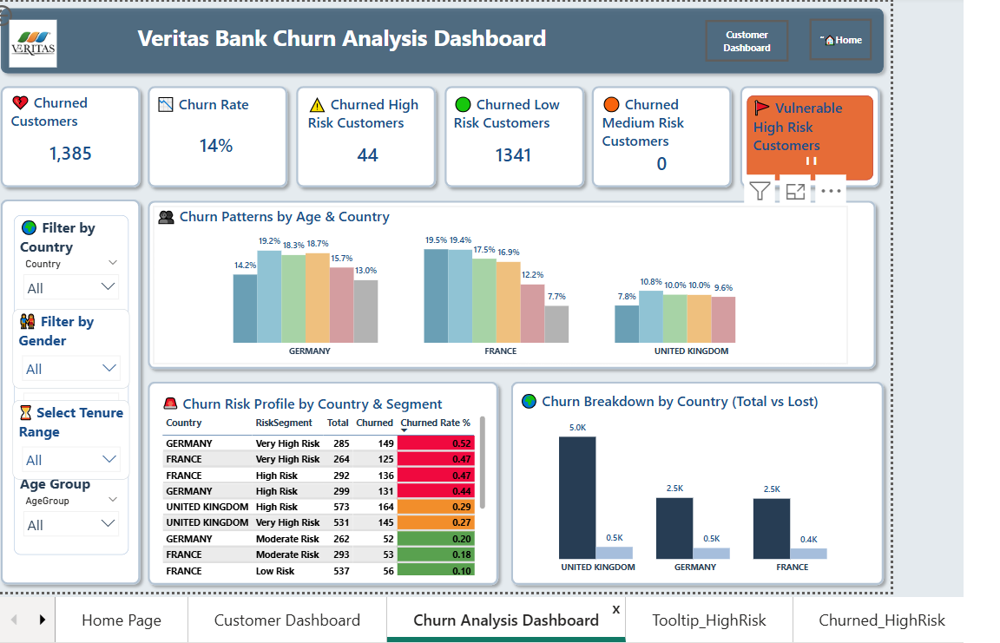 VERITAS
Veritas Bank Churn Analysis Dashboard
Customer
Dashboard
Home
Churned
Customers
1,385
Churn Rate
14%
Churned High
Risk Customers
44
Churned Low
Risk Customers
1341
Churned
Medium Risk
Customers
0
Vulnerable
High Risk
Customers
Filter by
Country
Country
All
Filter by
Gender
All
Select Tenure
Range
All
Age Group
AgeGroup
All
Churn Patterns by Age & Country
14.2% 19.2% 18.3% 18.7% 15.7% 13.0%
GERMANY
19.5% 19.4% 17.5% 16.9% 12.2% 7.7%
FRANCE
7.8% 10.8% 10.0% 10.0% 9.6%
UNITED KINGDOM
Churn Risk Profile by Country & Segment
Country RiskSegment Total Churned Churned Rate %
GERMANY Very High Risk 285 149 0.52
FRANCE Very High Risk 264 125 0.47
FRANCE High Risk 292 136 0.47
GERMANY High Risk 299 131 0.44
UNITED KINGDOM High Risk 573 164 0.29
UNITED KINGDOM Very High Risk 531 145 0.27
GERMANY Moderate Risk 262 52 0.20
FRANCE Moderate Risk 293 53 0.18
FRANCE Low Risk 537 56 0.10
Churn Breakdown by Country (Total vs Lost)
5.0K 0.5K
UNITED KINGDOM
2.5K 0.5K
GERMANY
2.5K 0.4K
FRANCE
Home Page
Customer Dashboard
Churn Analysis Dashboard
x
Tooltip_HighRisk
Churned_HighRisk